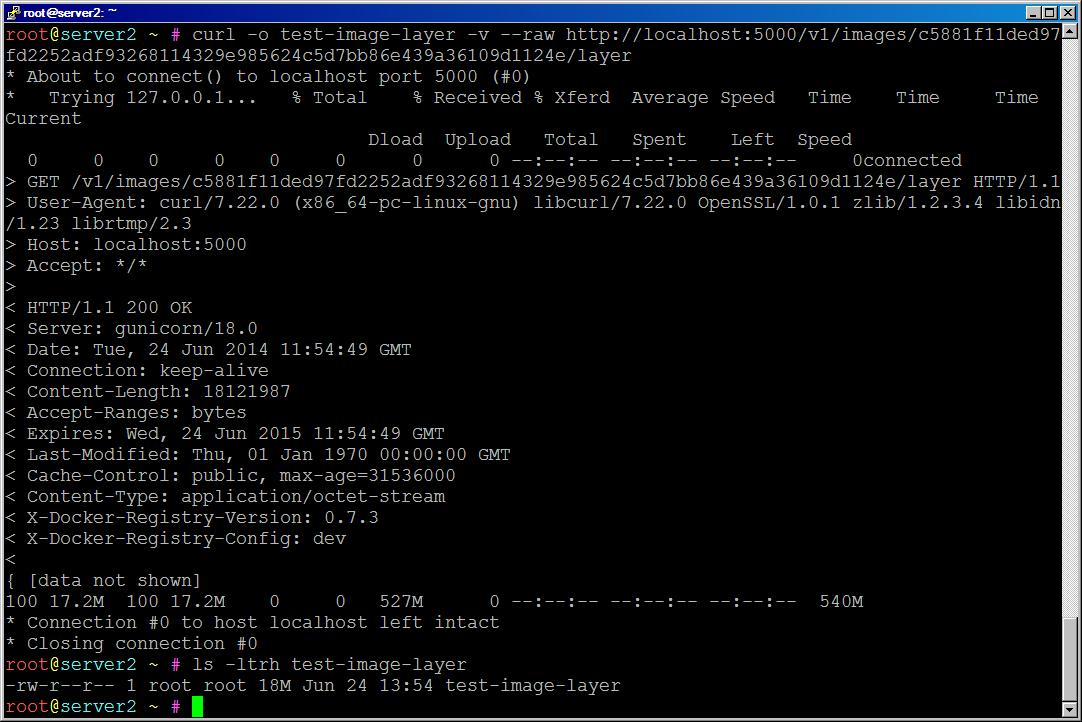 root@server2: ~
root@server2 ~ # curl -o test-image-layer -v --raw http://localhost:5000/v1/images/c5881f11ded97
fd2252adf93268114329e985624c5d7bb86e439a36109d1124e/layer
* About to connect() to localhost port 5000 (#0)
*   Trying 127.0.0.1...   % Total    % Received % Xferd  Average Speed   Time    Time     Time
Current
                                 Dload  Upload   Total   Spent    Left  Speed
  0     0    0     0    0     0      0      0 --:--:-- --:--:-- --:--:--     0connected
> GET /v1/images/c5881f11ded97fd2252adf93268114329e985624c5d7bb86e439a36109d1124e/layer HTTP/1.1
> User-Agent: curl/7.22.0 (x86_64-pc-linux-gnu) libcurl/7.22.0 OpenSSL/1.0.1 zlib/1.2.3.4 libidn
/1.23 librtmp/2.3
> Host: localhost:5000
> Accept: */*
>
< HTTP/1.1 200 OK
< Server: gunicorn/18.0
< Date: Tue, 24 Jun 2014 11:54:49 GMT
< Connection: keep-alive
< Content-Length: 18121987
< Accept-Ranges: bytes
< Expires: Wed, 24 Jun 2015 11:54:49 GMT
< Last-Modified: Thu, 01 Jan 1970 00:00:00 GMT
< Cache-Control: public, max-age=31536000
< Content-Type: application/octet-stream
< X-Docker-Registry-Version: 0.7.3
< X-Docker-Registry-Config: dev
<
{ [data not shown]
100 17.2M  100 17.2M    0     0   527M      0 --:--:-- --:--:-- --:--:--  540M
* Connection #0 to host localhost left intact
* Closing connection #0
root@server2 ~ # ls -ltrh test-image-layer
-rw-r--r-- 1 root root 18M Jun 24 13:54 test-image-layer
root@server2 ~ #